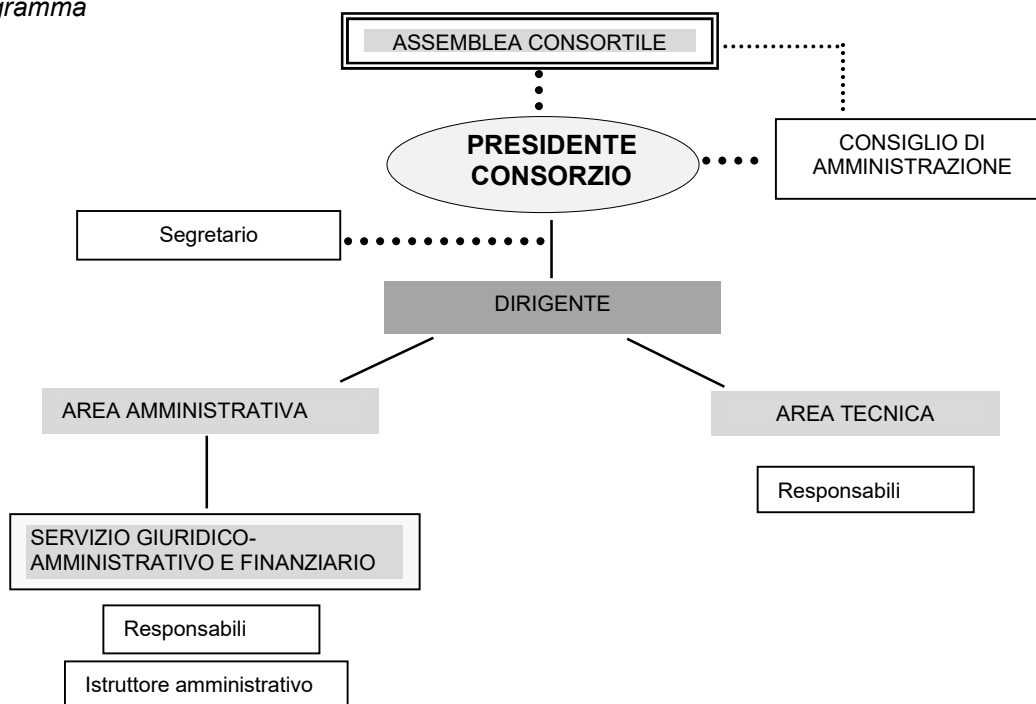 ASSEMBLEA CONSORTILE
PRESIDENTE
CONSORZIO
CONSIGLIO DI
AMMINISTRAZIONE
Segretario
DIRIGENTE
AREA AMMINISTRATIVA
AREA TECNICA
Responsabili
SERVIZIO GIURIDICO-
AMMINISTRATIVO E FINANZIARIO
Responsabili
Istruttore amministrativo